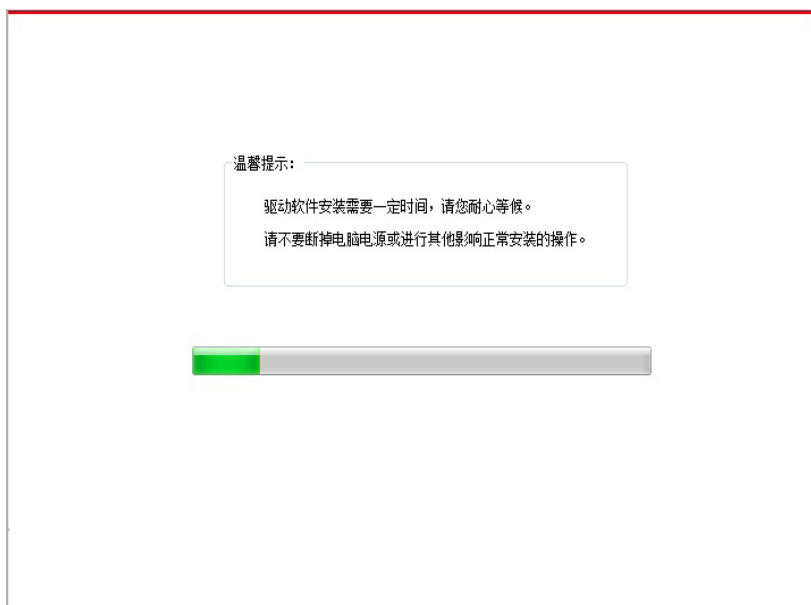 温馨提示：
驱动软件安装需要一定时间，请您耐心等候。
请不要断掉电脑电源或进行其他影响正常安装的操作。